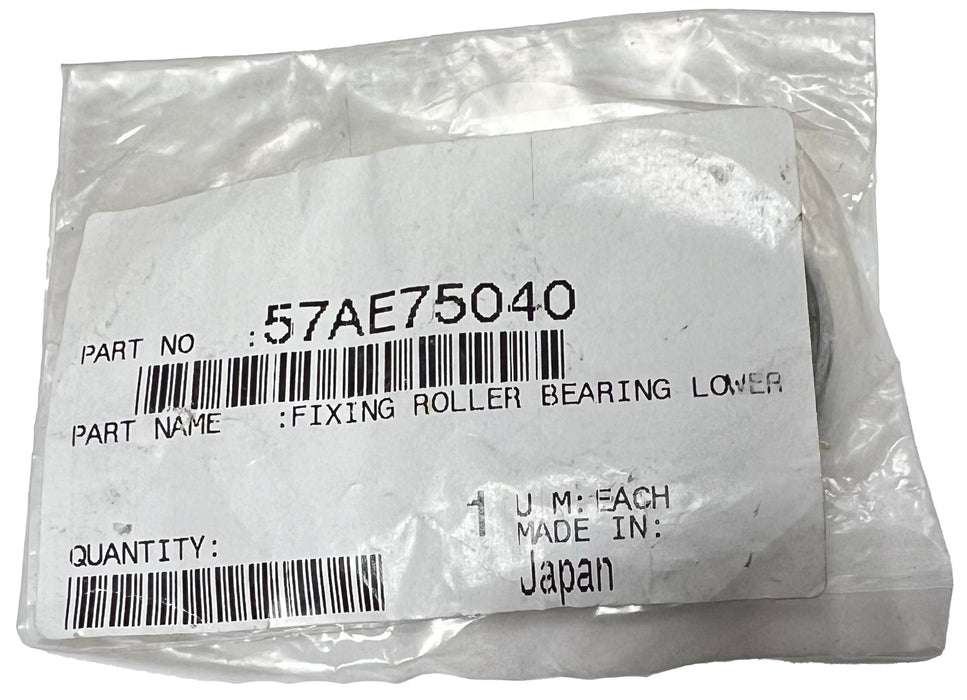 PART NO :57AE75040
PART NAME :FIXING ROLLER BEARING LOWER
QUANTITY: 1 U M: EACH
MADE IN:
Japan